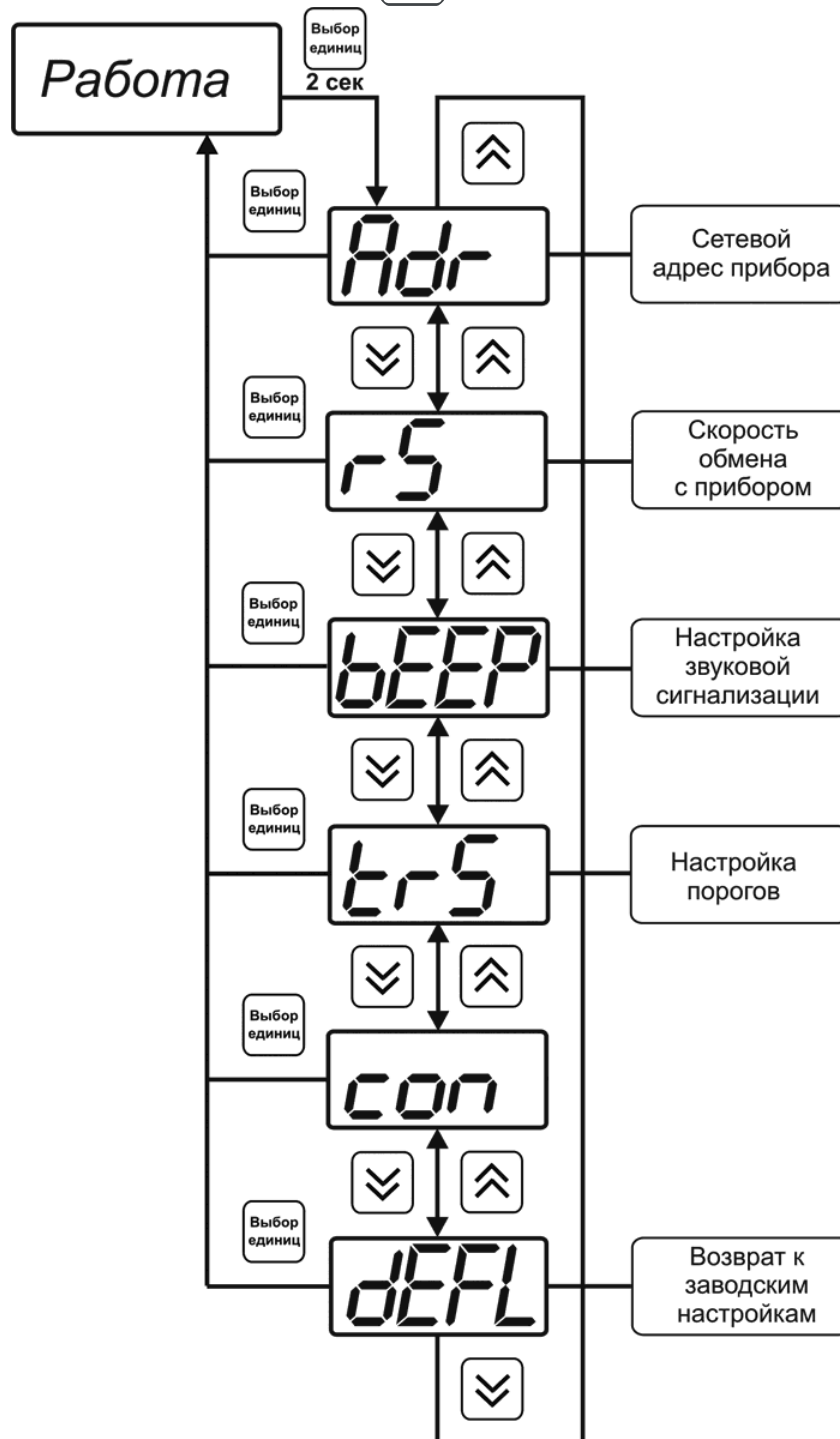 Выбор
единиц
2 сек
Работа
Выбор
единиц
Adr
Сетевой
адрес прибора
Выбор
единиц
rS
Скорость
обмена
с прибором
Выбор
единиц
bEEP
Настройка
звуковой
сигнализации
Выбор
единиц
trS
Настройка
порогов
Выбор
единиц
con
Выбор
единиц
dEFL
Возврат к
заводским
настройкам